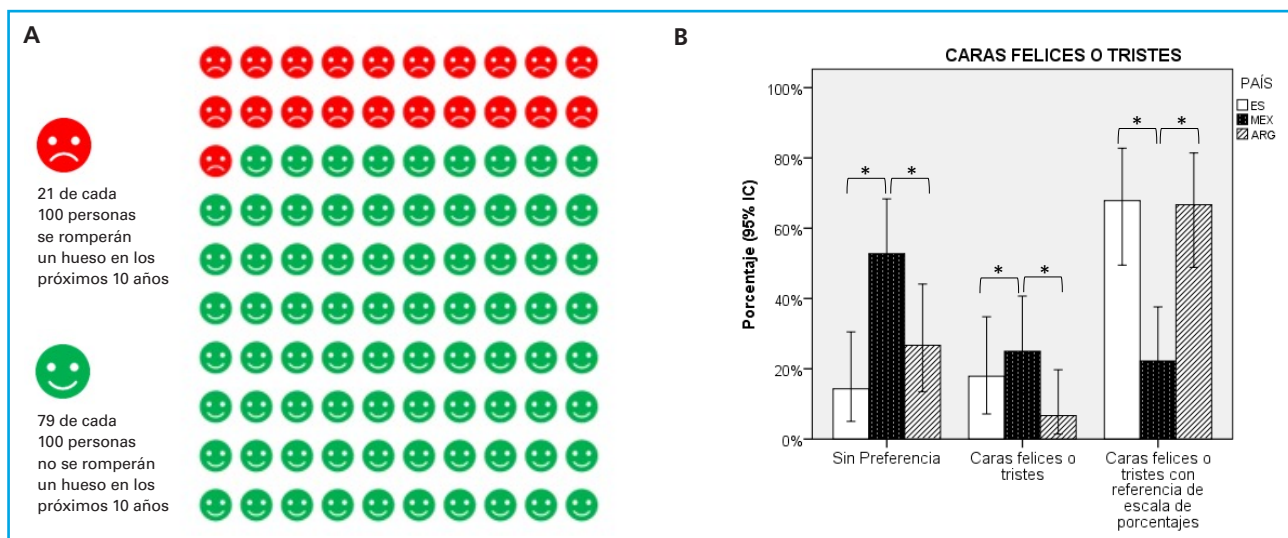 A
21 de cada
100 personas
se romperán
un hueso en los
próximos 10 años
79 de cada
100 personas
no se romperán
un hueso en los
próximos 10 años
B
CARAS FELICES O TRISTES
Porcentaje (95% IC)
100%
80%
60%
40%
20%
0%
* *
* *
* *
Sin Preferencia
Caras felices o
tristes
Caras felices o
tristes con
referencia de
escala de
porcentajes
PAÍS
ES
MEX
ARG